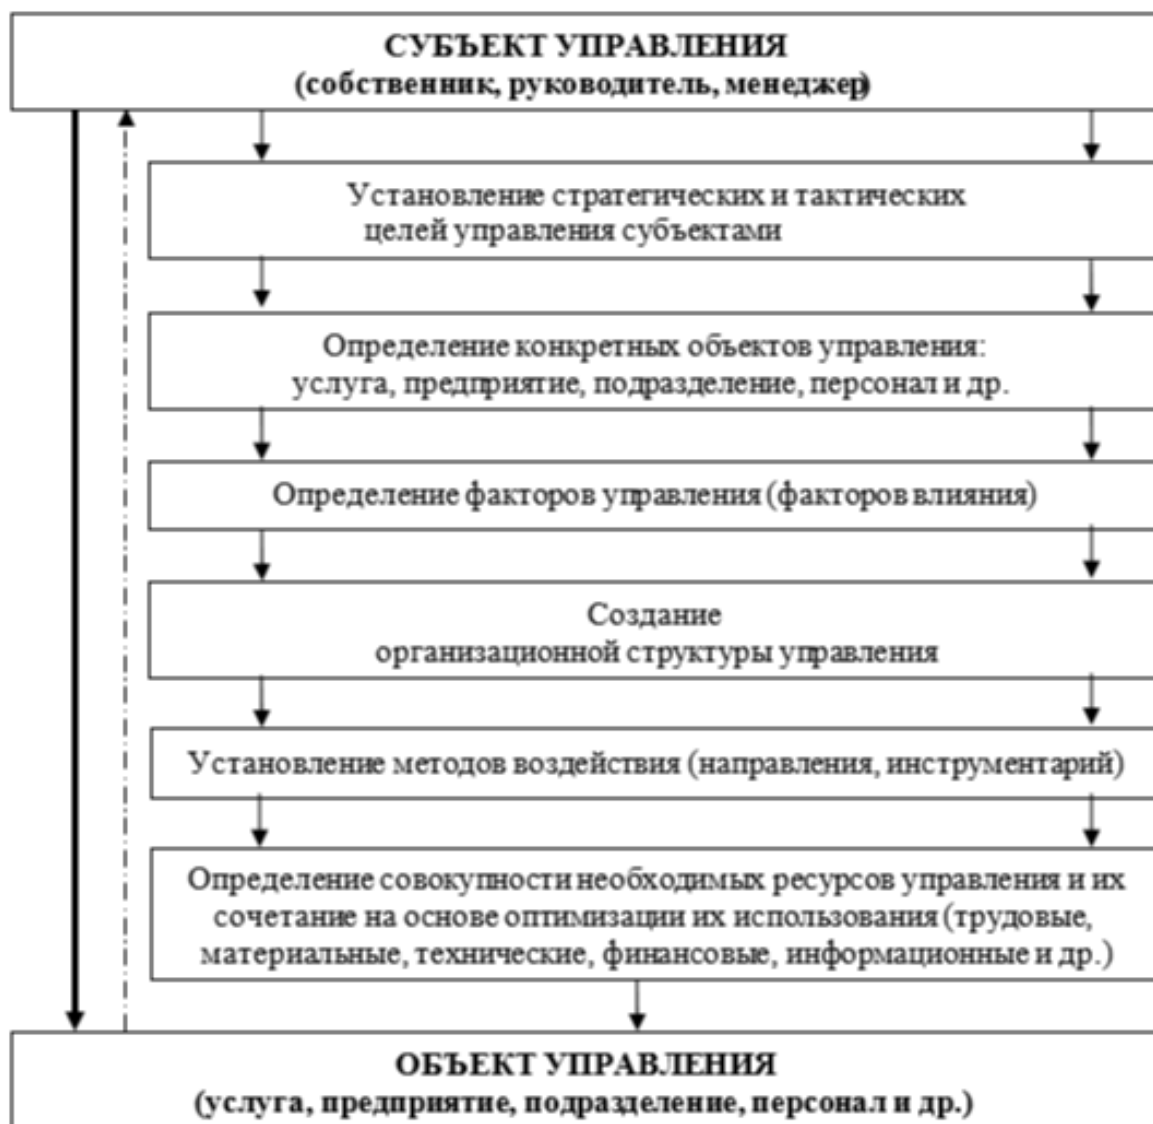 СУБЪЕКТ УПРАВЛЕНИЯ
(собственник, руководитель, менеджер)
Установление стратегических и тактических
целей управления субъектами
Определение конкретных объектов управления:
услуга, предприятие, подразделение, персонал и др.
Определение факторов управления (факторов влияния)
Создание
организационной структуры управления
Установление методов воздействия (направления, инструментарий)
Определение совокупности необходимых ресурсов управления и их
сочетание на основе оптимизации их использования (трудовые,
материальные, технические, финансовые, информационные и др.)
ОБЪЕКТ УПРАВЛЕНИЯ
(услуга, предприятие, подразделение, персонал и др.)